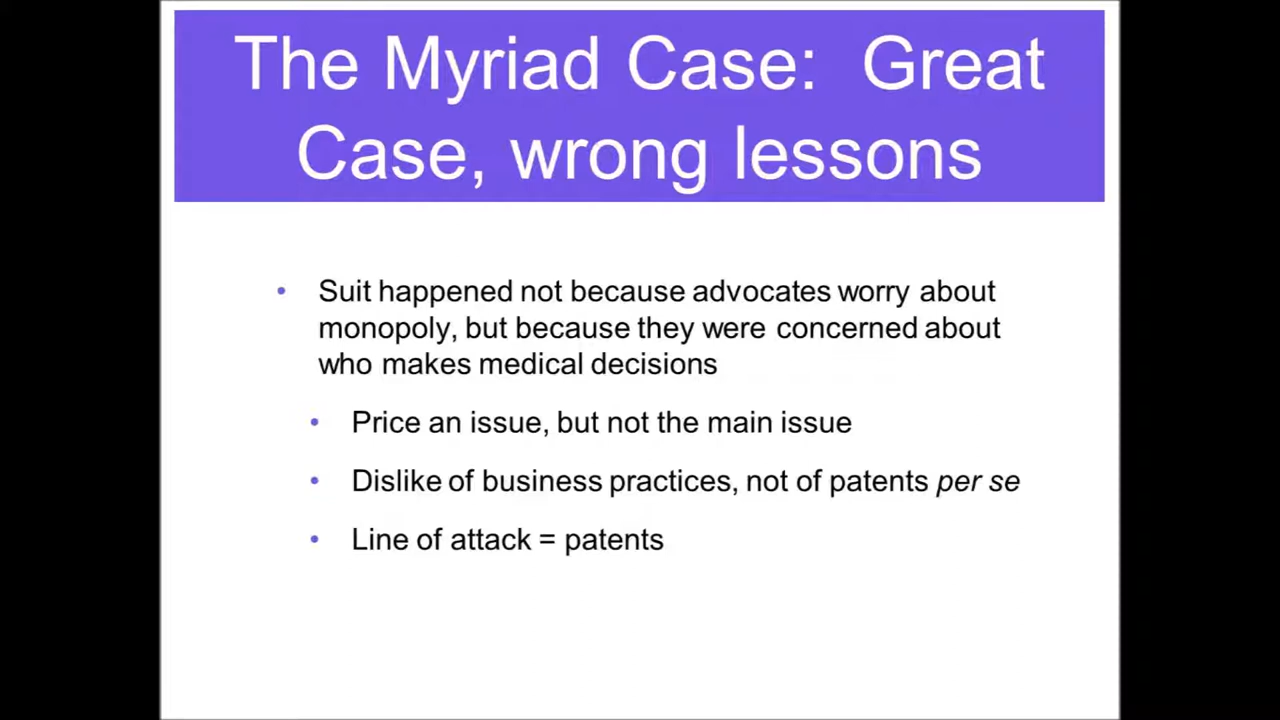 The Myriad Case:  Great
Case, wrong lessons
• Suit happened not because advocates worry about
monopoly, but because they were concerned about
who makes medical decisions
• Price an issue, but not the main issue
• Dislike of business practices, not of patents per se
• Line of attack = patents